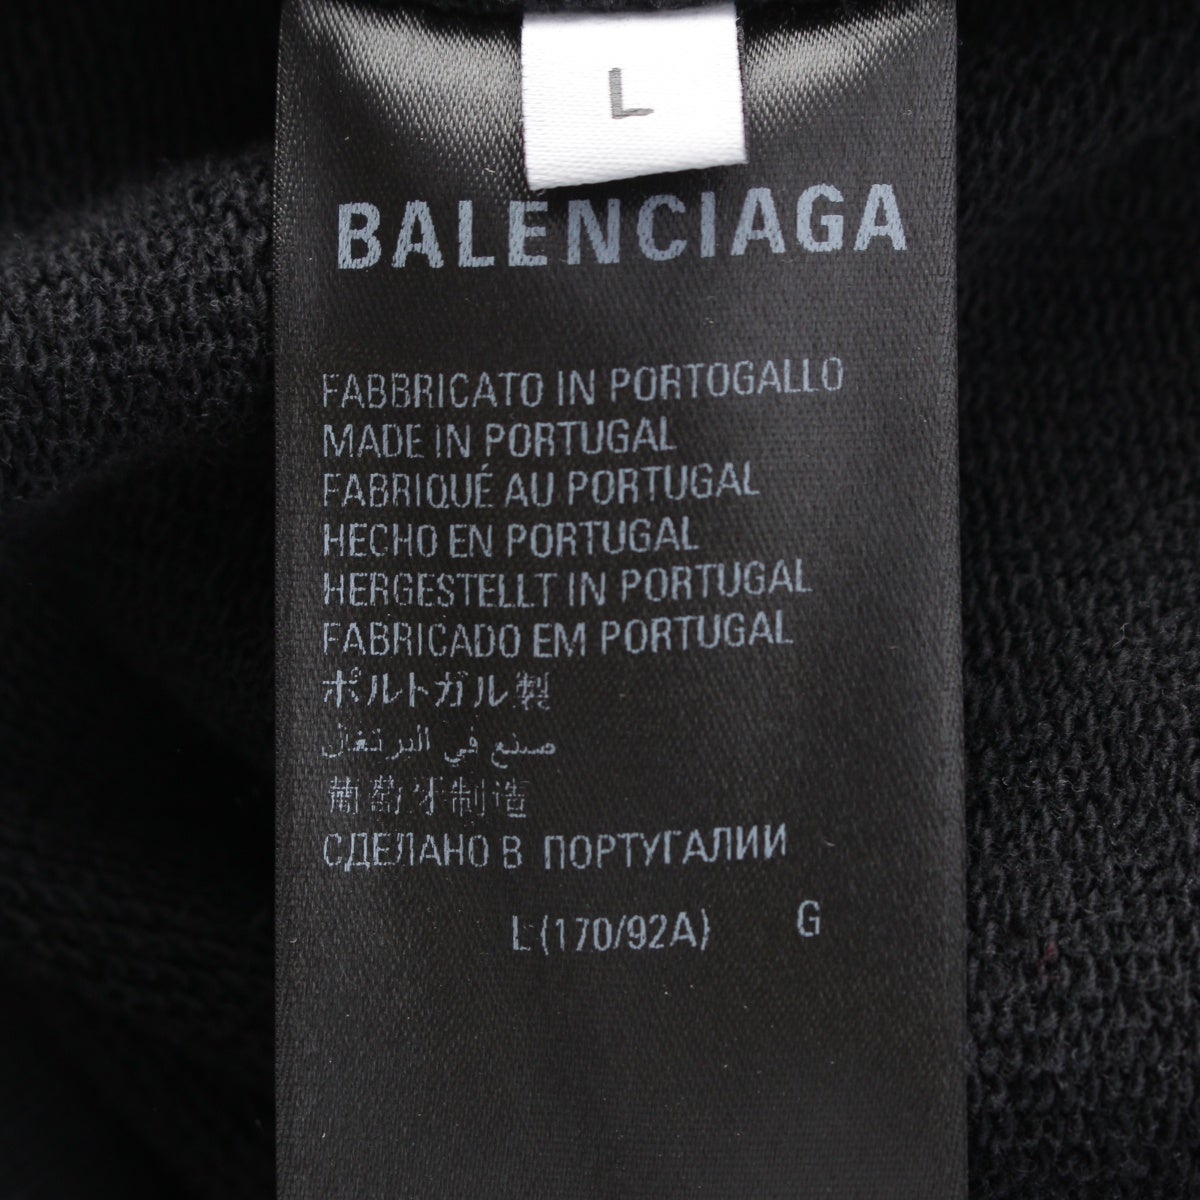 L
BALENCIAGA
FABBRICATO IN PORTOGALLO
MADE IN PORTUGAL
FABRIQUÉ AU PORTUGAL
HECHO EN PORTUGAL
HERGESTELLT IN PORTUGAL
FABRICADO EM PORTUGAL
ポルトガル製
صنع في البرتغال
葡萄牙制造
СДЕЛАНО В ПОРТУГАЛИИ
L (170/92A) G